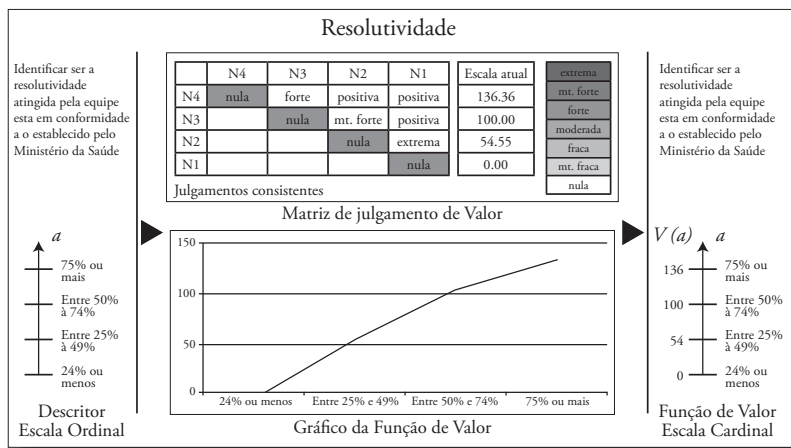 Resolutividade
Identificar ser a
resolutividade
atingida pela equipe
esta em conformidade
a o establecido pelo
Ministério da Saúde
a
75% ou
mais
Entre 50%
à 74%
Entre 25%
à 49%
24% ou
menos
Descritor
Escala Ordinal
N4 N3 N2 N1 Escala atual
N4 nula forte positiva positiva 136.36
N3 nula mt. forte positiva 100.00
N2 nula extrema 54.55
N1 nula 0.00
Julgamentos consistentes
extrema
mt. forte
forte
moderada
fraca
mt. fraca
nula
Matriz de julgamento de Valor
150
100
50
0
24% ou menos Entre 25% e 49% Entre 50% e 74% 75% ou mais
Gráfico da Função de Valor
Identificar ser a
resolutividade
atingida pela equipe
esta em conformidade
a o establecido pelo
Ministério da Saúde
V (a) a
136 75% ou
mais
100 Entre 50%
à 74%
54 Entre 25%
à 49%
0 24% ou
menos
Função de Valor
Escala Cardinal